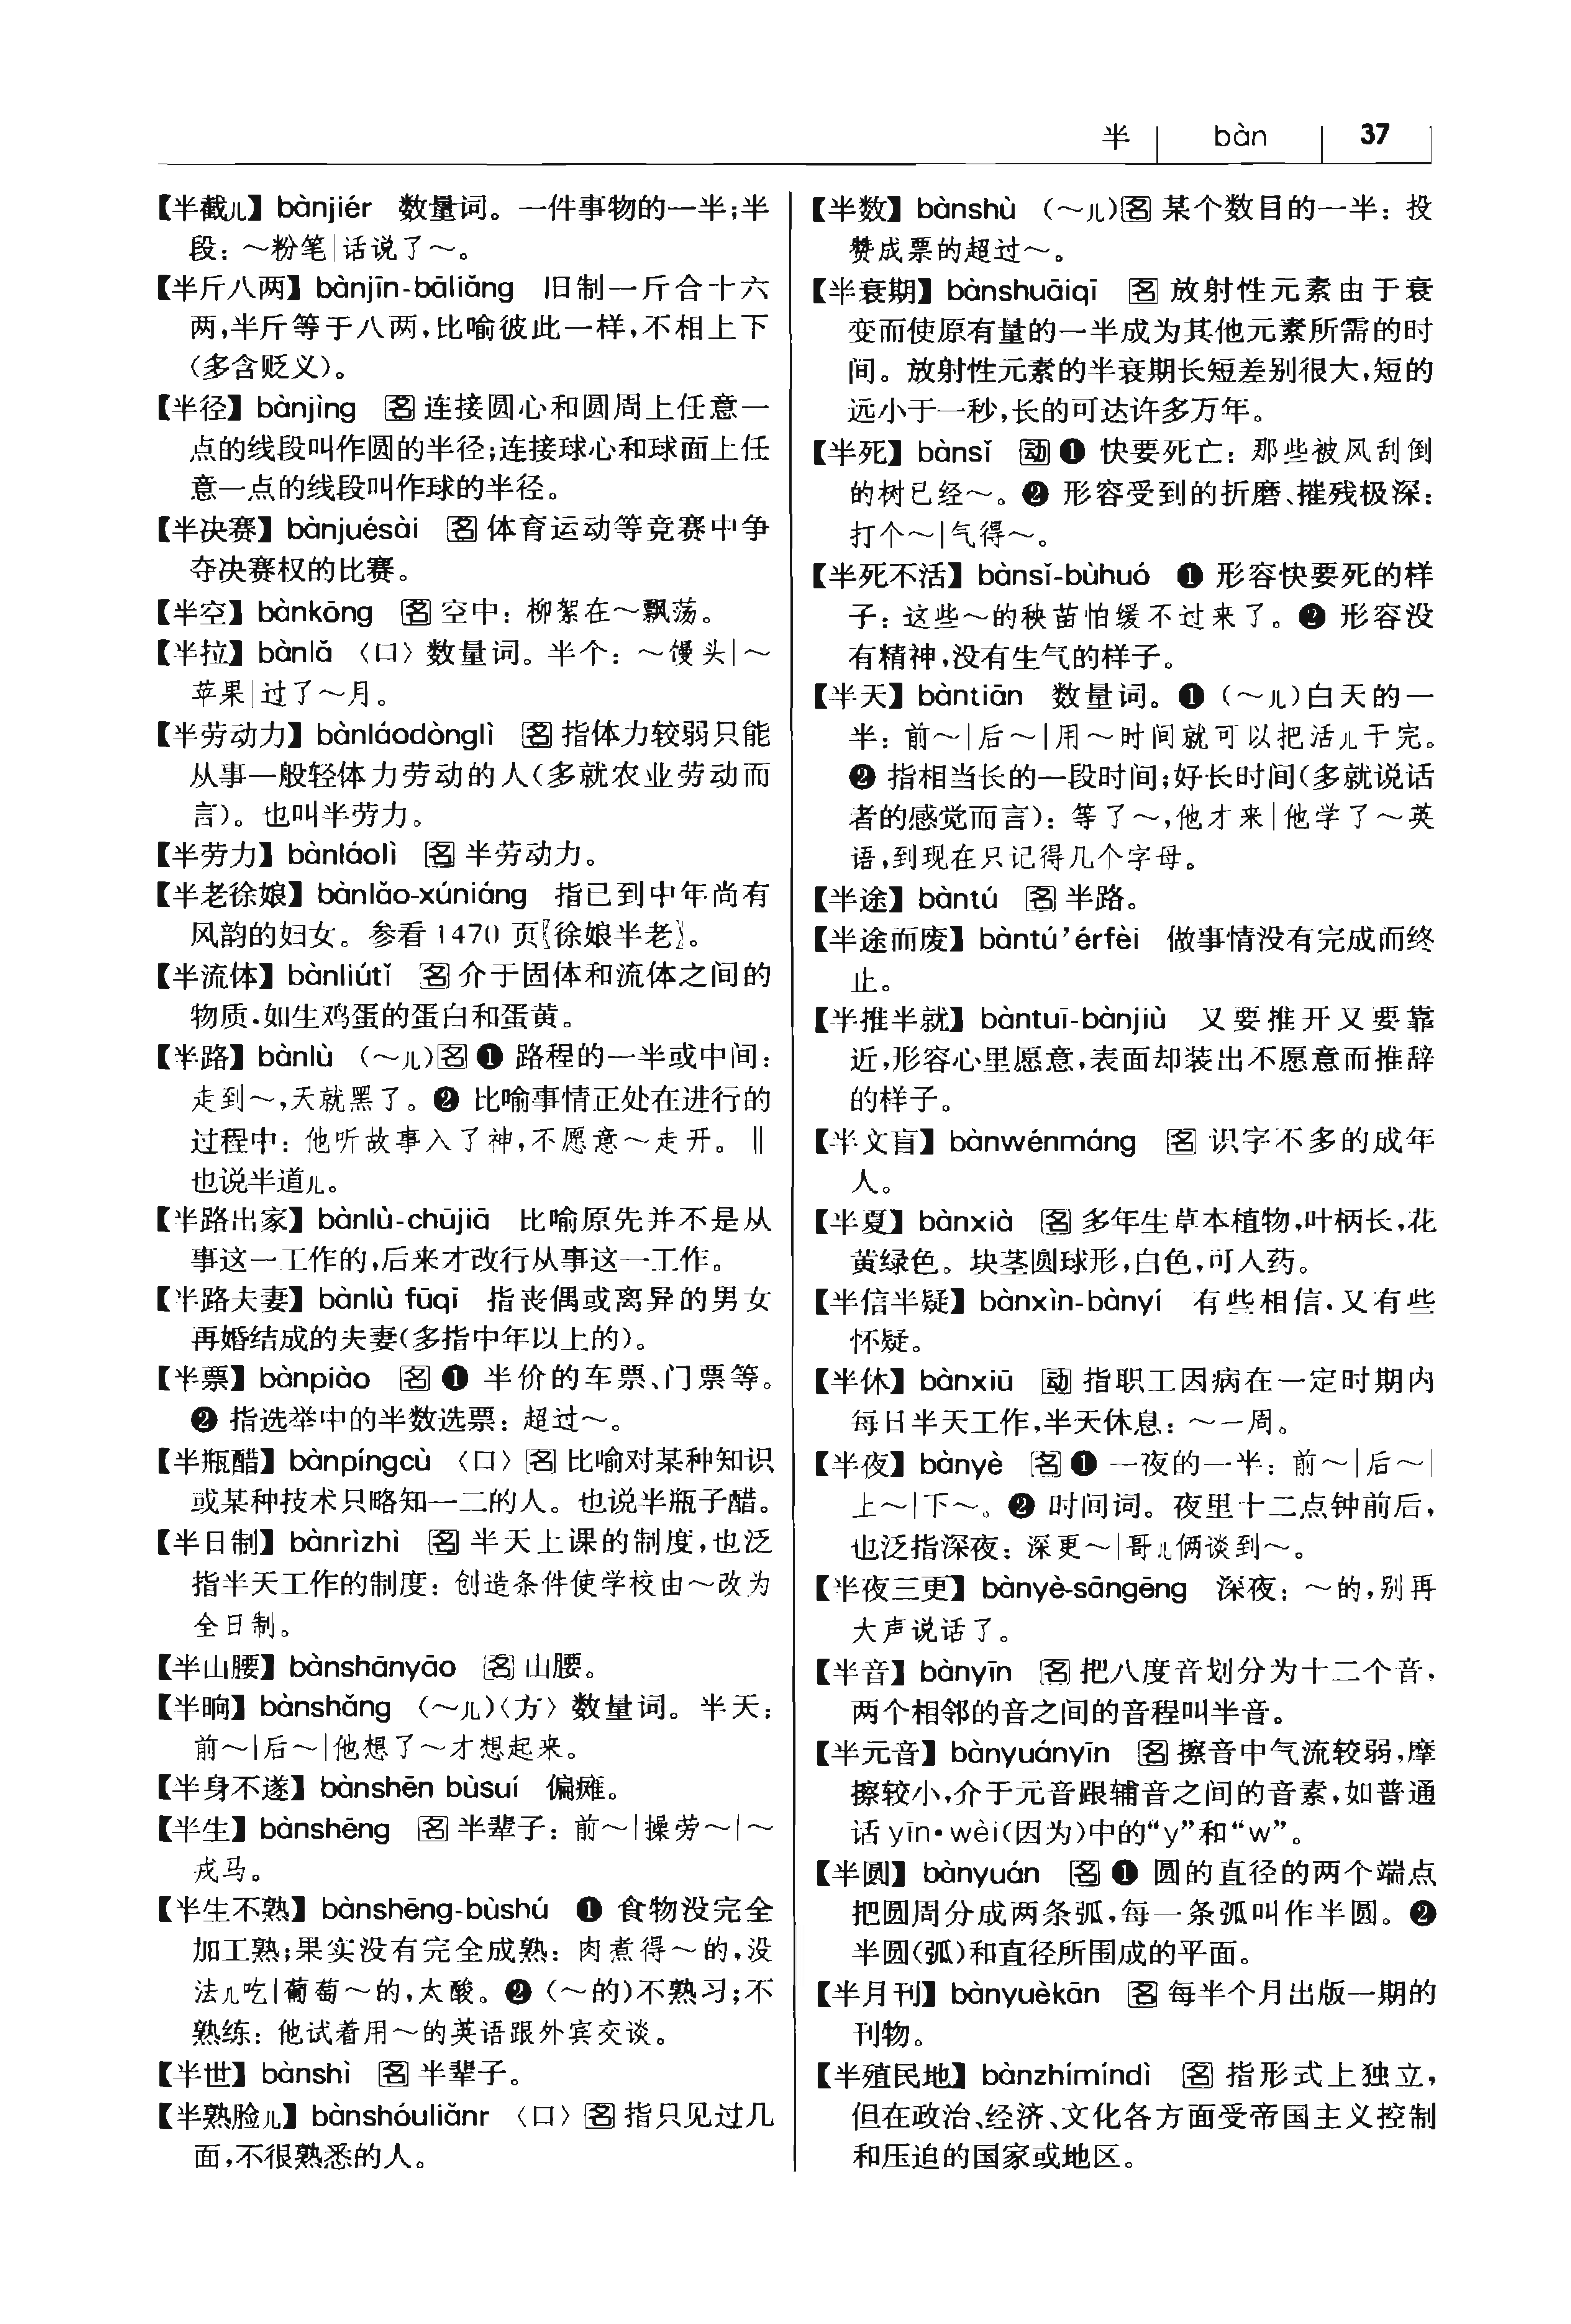 半 bàn 37
【半截儿】bànjiér 数量词。一件事物的一半;半
段：～粉笔|话说了～。
【半斤八两】bànjīn-bāliǎng 旧制一斤合十六
两,半斤等于八两,比喻彼此一样,不相上下
(多含贬义)。
【半径】bànjìng 名 连接圆心和圆周上任意一
点的线段叫作圆的半径;连接球心和球面上任
意一点的线段叫作球的半径。
【半决赛】bànjuésài 名 体育运动等竞赛中争
夺决赛权的比赛。
【半空】bànkōng 名 空中：柳絮在～飘荡。
【半拉】bànlǎ 〈口〉数量词。半个：～馒头|～
苹果|过了～月。
【半劳动力】bànláodònglì 名 指体力较弱只能
从事一般轻体力劳动的人(多就农业劳动而
言)。也叫半劳力。
【半劳力】bànláolì 名 半劳动力。
【半老徐娘】bànlǎo-xúniáng 指已到中年尚有
风韵的妇女。参看 1470 页〖徐娘半老〗。
【半流体】bànliútǐ 名 介于固体和流体之间的
物质,如生鸡蛋的蛋白和蛋黄。
【半路】bànlù (～儿)名 ❶ 路程的一半或中间：
走到～,天就黑了。❷ 比喻事情正处在进行的
过程中：他听故事入了神,不愿意～走开。‖
也说半道儿。
【半路出家】bànlù-chūjiā 比喻原先并不是从
事这一工作的,后来才改行从事这一工作。
【半路夫妻】bànlù fūqī 指丧偶或离异的男女
再婚结成的夫妻(多指中年以上的)。
【半票】bànpiào 名 ❶ 半价的车票、门票等。
❷ 指选举中的半数选票：超过～。
【半瓶醋】bànpíngcù 〈口〉名 比喻对某种知识
或某种技术只略知一二的人。也说半瓶子醋。
【半日制】bànrìzhì 名 半天上课的制度,也泛
指半天工作的制度：创造条件使学校由～改为
全日制。
【半山腰】bànshānyāo 名 山腰。
【半晌】bànshǎng (～儿)〈方〉数量词。半天：
前～|后～|他想了～才想起来。
【半身不遂】bànshēn bùsuí 偏瘫。
【半生】bànshēng 名 半辈子：前～|操劳～|～
戎马。
【半生不熟】bànshēng-bùshú ❶ 食物没完全
加工熟;果实没有完全成熟：肉煮得～的,没
法儿吃|葡萄～的,太酸。❷ (～的)不熟习;不
熟练：他试着用～的英语跟外宾交谈。
【半世】bànshì 名 半辈子。
【半熟脸儿】bànshóuliǎnr 〈口〉名 指只见过几
面,不很熟悉的人。
【半数】bànshù (～儿)名 某个数目的一半：投
赞成票的超过～。
【半衰期】bànshuāiqī 名 放射性元素由于衰
变而使原有量的一半成为其他元素所需的时
间。放射性元素的半衰期长短差别很大,短的
远小于一秒,长的可达许多万年。
【半死】bànsǐ 动 ❶ 快要死亡：那些被风刮倒
的树已经～。❷ 形容受到的折磨、摧残极深：
打个～|气得～。
【半死不活】bànsǐ-bùhuó ❶ 形容快要死的样
子：这些～的秧苗怕缓不过来了。❷ 形容没
有精神,没有生气的样子。
【半天】bàntiān 数量词。❶ (～儿)白天的一
半：前～|后～|用～时间就可以把活儿干完。
❷ 指相当长的一段时间;好长时间(多就说话
者的感觉而言)：等了～,他才来|他学了～英
语,到现在只记得几个字母。
【半途】bàntú 名 半路。
【半途而废】bàntú’érfèi 做事情没有完成而终
止。
【半推半就】bàntuī-bànjiù 又要推开又要靠
近,形容心里愿意,表面却装出不愿意而推辞
的样子。
【半文盲】bànwénmáng 名 识字不多的成年
人。
【半夏】bànxià 名 多年生草本植物,叶柄长,花
黄绿色。块茎圆球形,白色,可入药。
【半信半疑】bànxìn-bànyí 有些相信,又有些
怀疑。
【半休】bànxiū 动 指职工因病在一定时期内
每日半天工作,半天休息：～一周。
【半夜】bànyè 名 ❶ 一夜的一半：前～|后～|
上～|下～。❷ 时间词。夜里十二点钟前后,
也泛指深夜：深更～|哥儿俩谈到～。
【半夜三更】bànyè-sāngēng 深夜：～的,别再
大声说话了。
【半音】bànyīn 名 把八度音划分为十二个音,
两个相邻的音之间的音程叫半音。
【半元音】bànyuányīn 名 擦音中气流较弱,摩
擦较小,介于元音跟辅音之间的音素,如普通
话 yīn•wèi(因为)中的“y”和“w”。
【半圆】bànyuán 名 ❶ 圆的直径的两个端点
把圆周分成两条弧,每一条弧叫作半圆。❷
半圆(弧)和直径所围成的平面。
【半月刊】bànyuèkān 名 每半个月出版一期的
刊物。
【半殖民地】bànzhímíndì 名 指形式上独立,
但在政治、经济、文化各方面受帝国主义控制
和压迫的国家或地区。